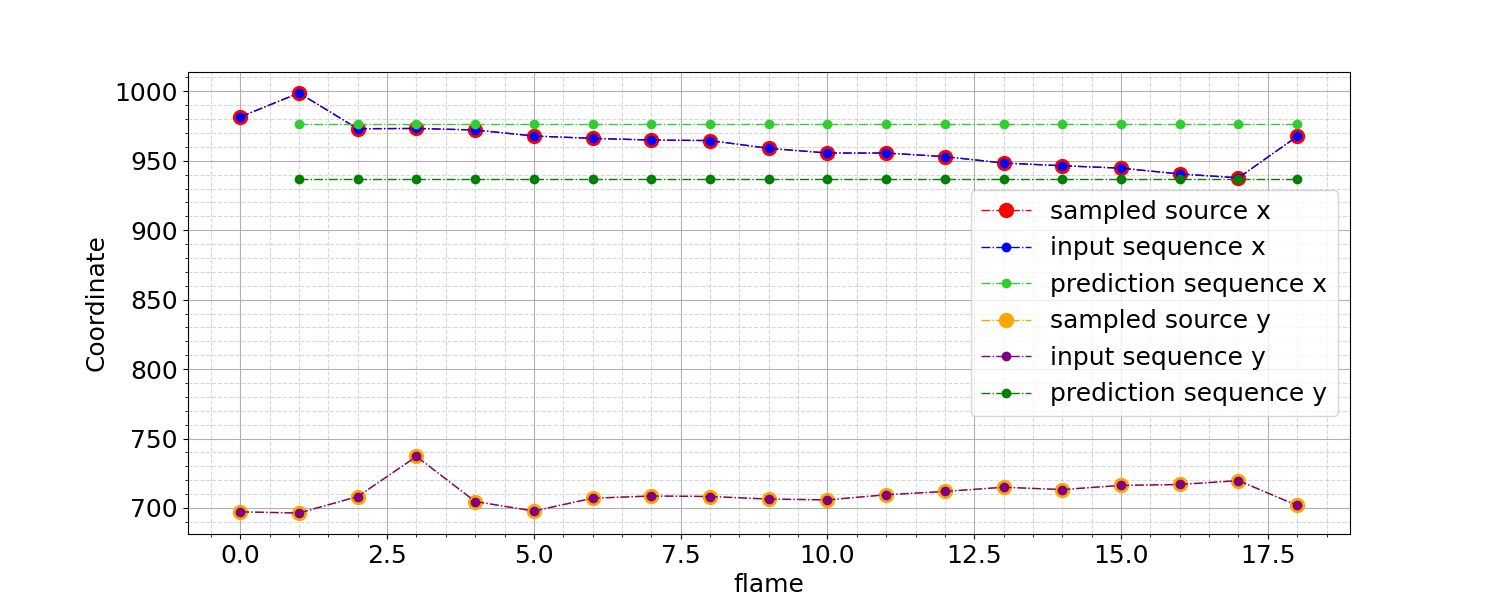 1000
950
900
850
800
750
700
Coordinate
0.0 2.5 5.0 7.5 10.0 12.5 15.0 17.5
flame
sampled source x
input sequence x
prediction sequence x
sampled source y
input sequence y
prediction sequence y